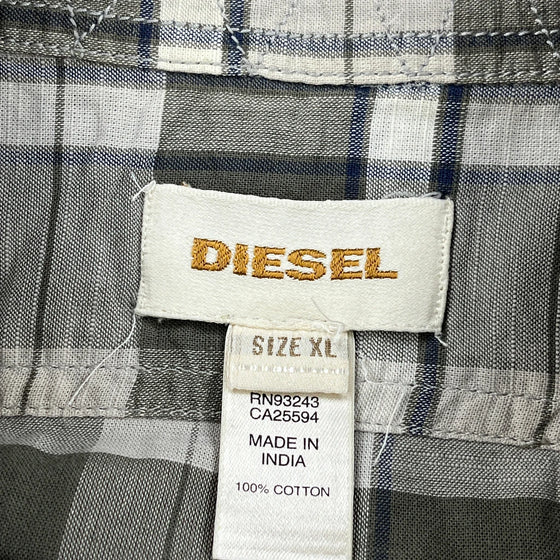 DIESEL
SIZE XL
RN93243
CA25594
MADE IN
INDIA
100% COTTON